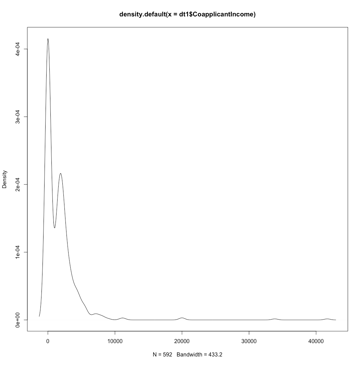 density.default(x = dt1$CoapplicantIncome)
Density
4e-04
3e-04
2e-04
1e-04
0e+00
0 10000 20000 30000 40000
N = 592 Bandwidth = 433.2